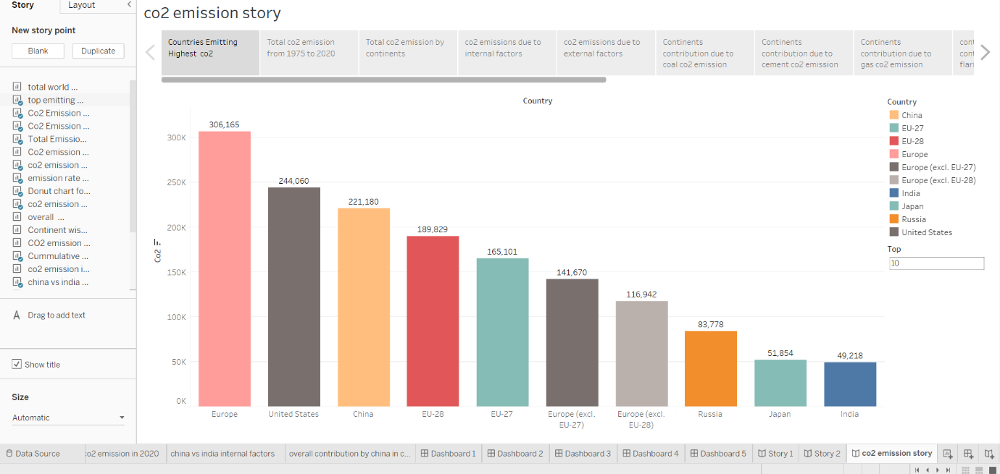 Story
Layout
New story point
Blank
Duplicate
total world ...
top emitting ...
Co2 Emission ...
Co2 Emission ...
Total Emissio...
Co2 emission ...
co2 emission ...
emission rate ...
Donut chart fo...
co2 emission ...
overall ...
Continent wis...
CO2 emission ...
Cummulative ...
co2 emission i...
china vs india ...
A Drag to add text
Show title
Size
Automatic
co2 emission story
Countries Emitting
Highest co2
Total co2 emission
from 1975 to 2020
Total co2 emission by
continents
co2 emissions due to
internal factors
co2 emissions due to
external factors
Continents
contribution due to
coal co2 emission
Continents
contribution due to
cement co2 emission
Continents
contribution due to
gas co2 emission
cont
cont
flari
Country
Co2
300K
250K
200K
150K
100K
50K
0K
306,165
244,060
221,180
189,829
165,101
141,670
116,942
83,778
51,854
49,218
Europe
United States
China
EU-28
EU-27
Europe (excl.
EU-27)
Europe (excl.
EU-28)
Russia
Japan
India
Country
China
EU-27
EU-28
Europe
Europe (excl. EU-27)
Europe (excl. EU-28)
India
Japan
Russia
United States
Top
10
Data Source
co2 emission in 2020
china vs india internal factors
overall contribution by china in c...
Dashboard 1
Dashboard 2
Dashboard 3
Dashboard 4
Dashboard 5
Story 1
Story 2
co2 emission story